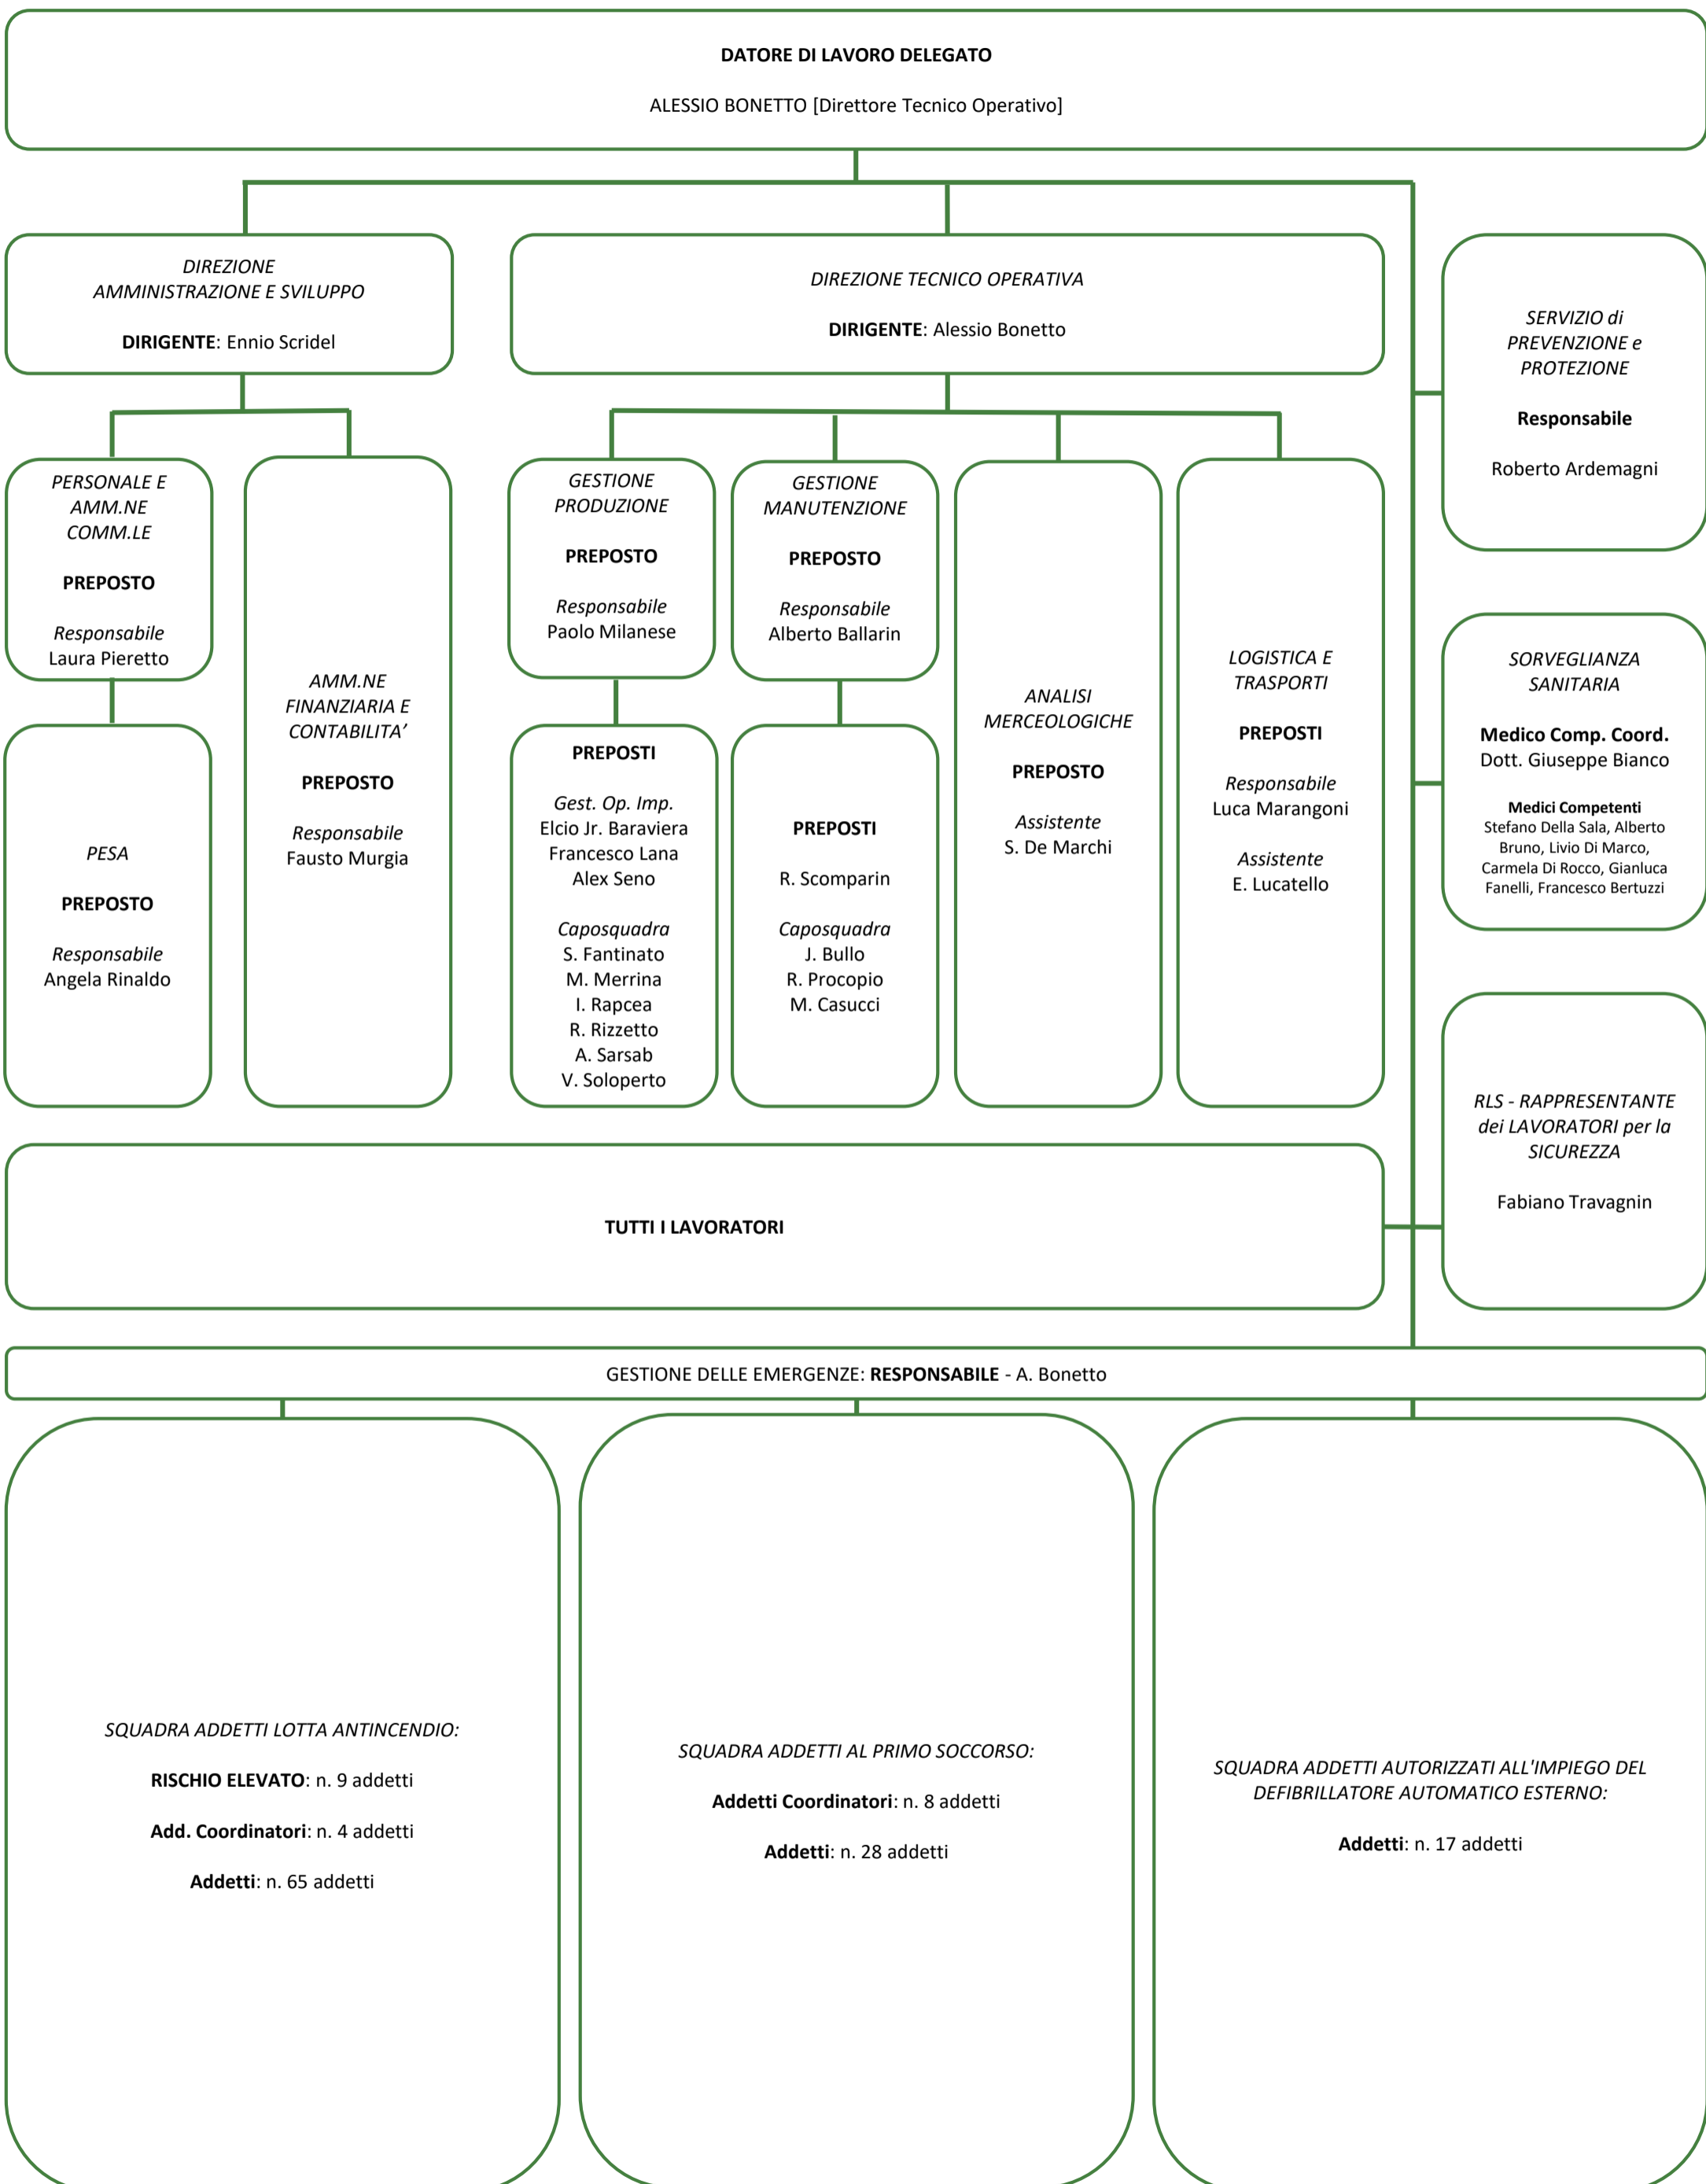 DATORE DI LAVORO DELEGATO
ALESSIO BONETTO [Direttore Tecnico Operativo]
DIREZIONE
AMMINISTRAZIONE E SVILUPPO
DIRIGENTE: Ennio Scridel
DIREZIONE TECNICO OPERATIVA
DIRIGENTE: Alessio Bonetto
SERVIZIO di
PREVENZIONE e
PROTEZIONE
Responsabile
Roberto Ardemagni
PERSONALE E
AMM.NE
COMM.LE
PREPOSTO
Responsabile
Laura Pieretto
AMM.NE
FINANZIARIA E
CONTABILITA’
PREPOSTO
Responsabile
Fausto Murgia
GESTIONE
PRODUZIONE
PREPOSTO
Responsabile
Paolo Milanese
GESTIONE
MANUTENZIONE
PREPOSTO
Responsabile
Alberto Ballarin
ANALISI
MERCEOLOGICHE
PREPOSTO
Assistente
S. De Marchi
LOGISTICA E
TRASPORTI
PREPOSTI
Responsabile
Luca Marangoni
Assistente
E. Lucatello
SORVEGLIANZA
SANITARIA
Medico Comp. Coord.
Dott. Giuseppe Bianco
Medici Competenti
Stefano Della Sala, Alberto
Bruno, Livio Di Marco,
Carmela Di Rocco, Gianluca
Fanelli, Francesco Bertuzzi
PESA
PREPOSTO
Responsabile
Angela Rinaldo
PREPOSTI
Gest. Op. Imp.
Elcio Jr. Baraviera
Francesco Lana
Alex Seno
Caposquadra
S. Fantinato
M. Merrina
I. Rapcea
R. Rizzetto
A. Sarsab
V. Soloperto
PREPOSTI
R. Scomparin
Caposquadra
J. Bullo
R. Procopio
M. Casucci
RLS - RAPPRESENTANTE
dei LAVORATORI per la
SICUREZZA
Fabiano Travagnin
TUTTI I LAVORATORI
GESTIONE DELLE EMERGENZE: RESPONSABILE - A. Bonetto
SQUADRA ADDETTI LOTTA ANTINCENDIO:
RISCHIO ELEVATO: n. 9 addetti
Add. Coordinatori: n. 4 addetti
Addetti: n. 65 addetti
SQUADRA ADDETTI AL PRIMO SOCCORSO:
Addetti Coordinatori: n. 8 addetti
Addetti: n. 28 addetti
SQUADRA ADDETTI AUTORIZZATI ALL'IMPIEGO DEL
DEFIBRILLATORE AUTOMATICO ESTERNO:
Addetti: n. 17 addetti